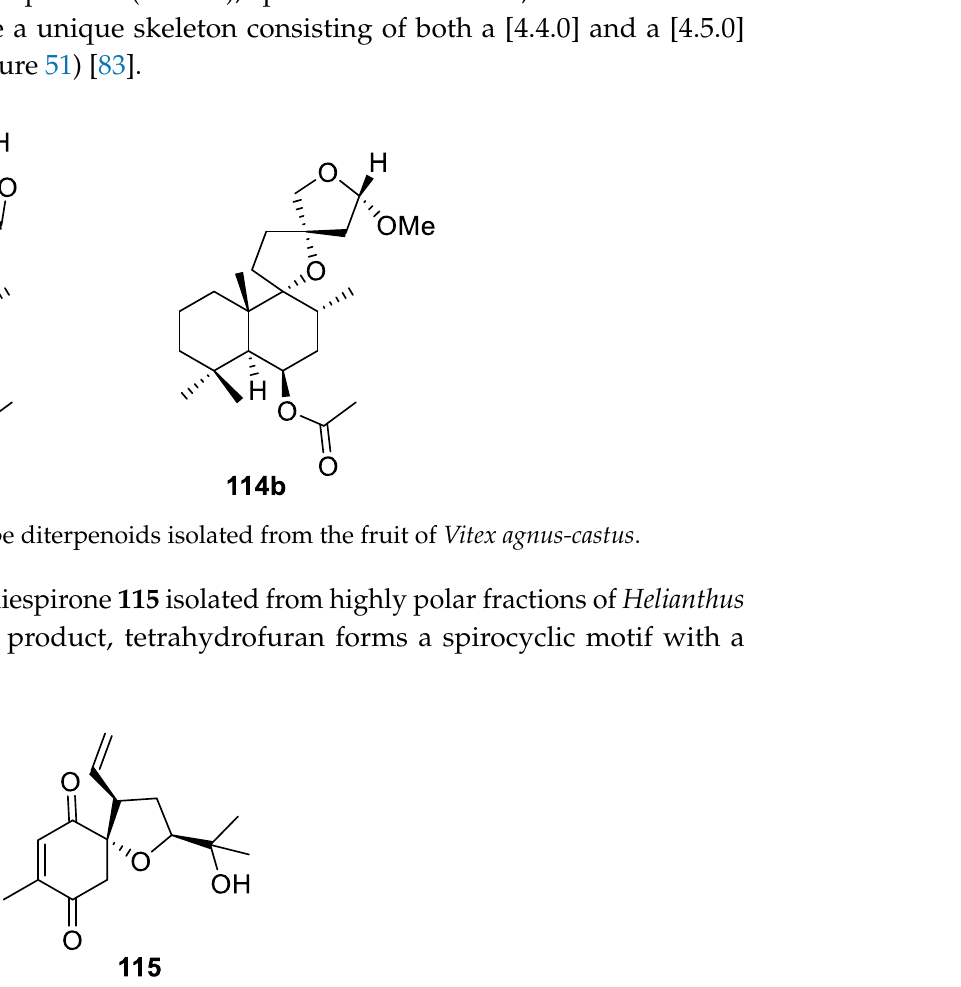 e a unique skeleton consisting of both a [4.4.0] and a [4.5.0]
ure 51) [83].
H
O
O
H
OMe
O
H
O
O
114b
e diterpenoids isolated from the fruit of Vitex agnus-castus.
iespirone 115 isolated from highly polar fractions of Helianthus
product, tetrahydrofuran forms a spirocyclic motif with a
O
O
OH
O
115